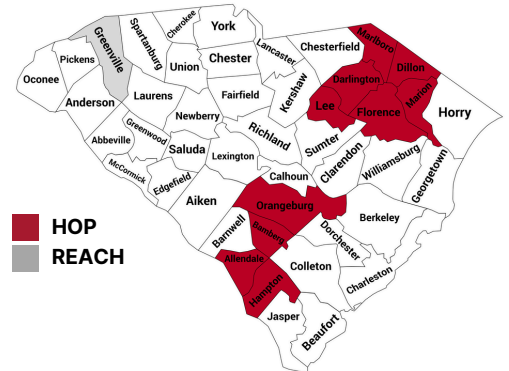 Cherokee
York
Spartanburg
Greenville
Pickens
Oconee
Union
Chester
Lancaster
Chesterfield
Marlboro
Dillon
Darlington
Anderson
Laurens
Fairfield
Kershaw
Lee
Florence
Marion
Horry
Newberry
Abbeville
Greenwood
Saluda
Richland
Sumter
Lexington
Clarendon
Williamsburg
Georgetown
McCormick
Edgefield
Calhoun
Aiken
Orangeburg
Berkeley
Barnwell
Bamberg
Dorchester
Allendale
Colleton
Charleston
Hampton
Jasper
Beaufort
HOP
REACH